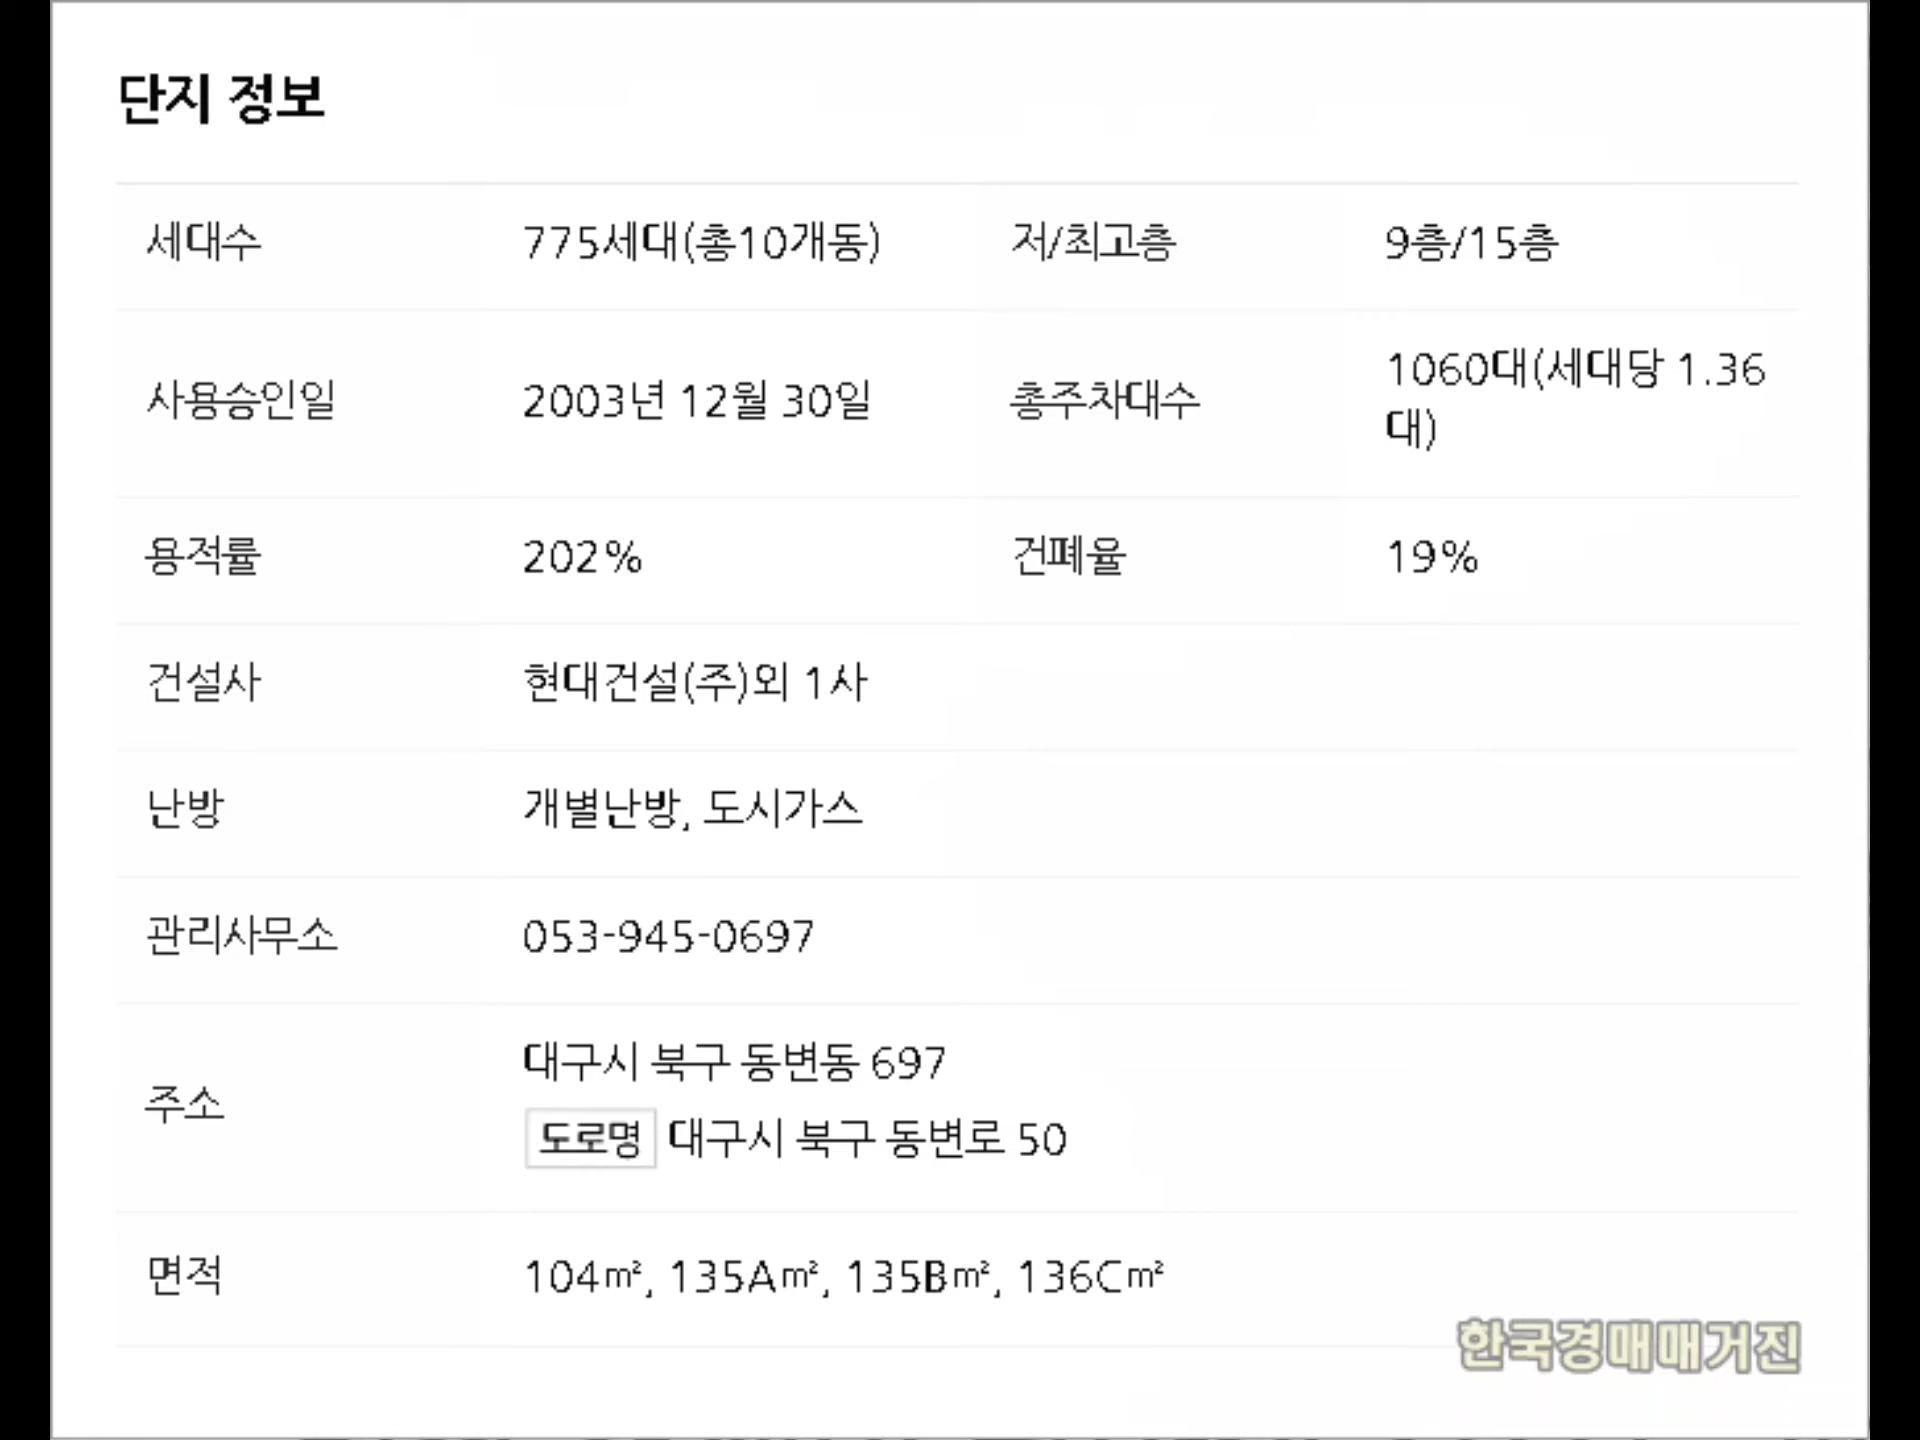 단지 정보
세대수 775세대(총10개동) 저/최고층 9층/15층
사용승인일 2003년 12월 30일 총주차대수 1060대(세대당 1.36
대)
용적률 202% 건폐율 19%
건설사 현대건설(주)외 1사
난방 개별난방, 도시가스
관리사무소 053-945-0697
주소 대구시 북구 동변동 697
도로명 대구시 북구 동변로 50
면적 104㎡, 135A㎡, 135B㎡, 136C㎡
한국경매매거진